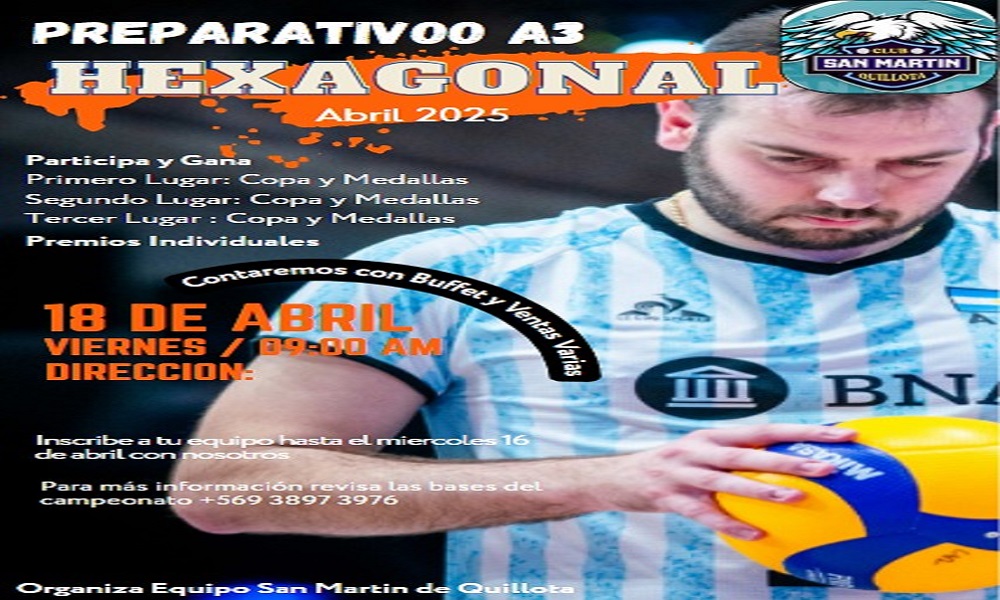 PREPARATIVOO A3
HEXAGONAL
Abril 2025
CLUB
SAN MARTIN
QUILLOTA
Participa y Gana
Primero Lugar: Copa y Medallas
Segundo Lugar: Copa y Medallas
Tercer Lugar : Copa y Medallas
Premios Individuales
Contaremos con Buffet y Ventas Varias
18 DE ABRIL
VIERNES / 09:00 AM
DIRECCION:
BNA
MIKASA
Inscribe a tu equipo hasta el miercoles 16
de abril con nosotros
Para más información revisa las bases del
campeonato +569 3897 3976
Organiza Equipo San Martin de Quillota